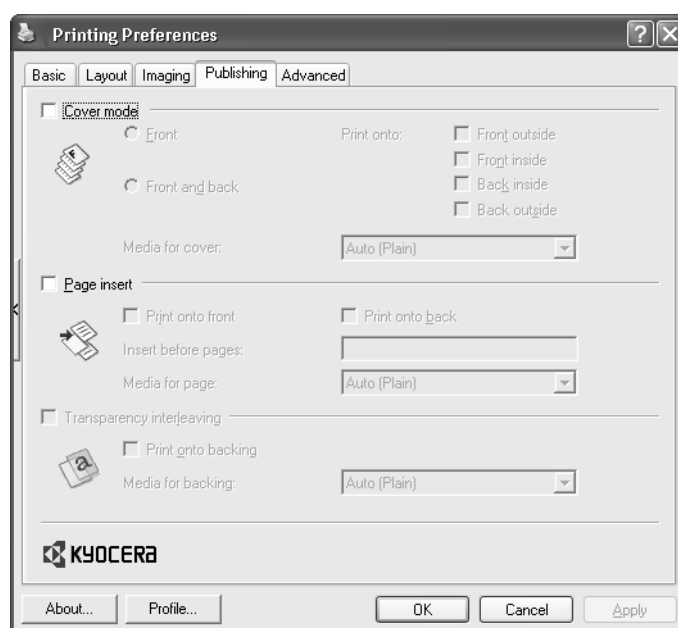 Printing Preferences
Basic Layout Imaging Publishing Advanced
Cover mode
Front Print onto: Front outside
Front inside
Front and back Back inside
Back outside
Media for cover: Auto (Plain)
Page insert
Print onto front Print onto back
Insert before pages:
Media for page: Auto (Plain)
Transparency interleaving
Print onto backing
Media for backing: Auto (Plain)
KYOCERA
About... Profile... OK Cancel Apply